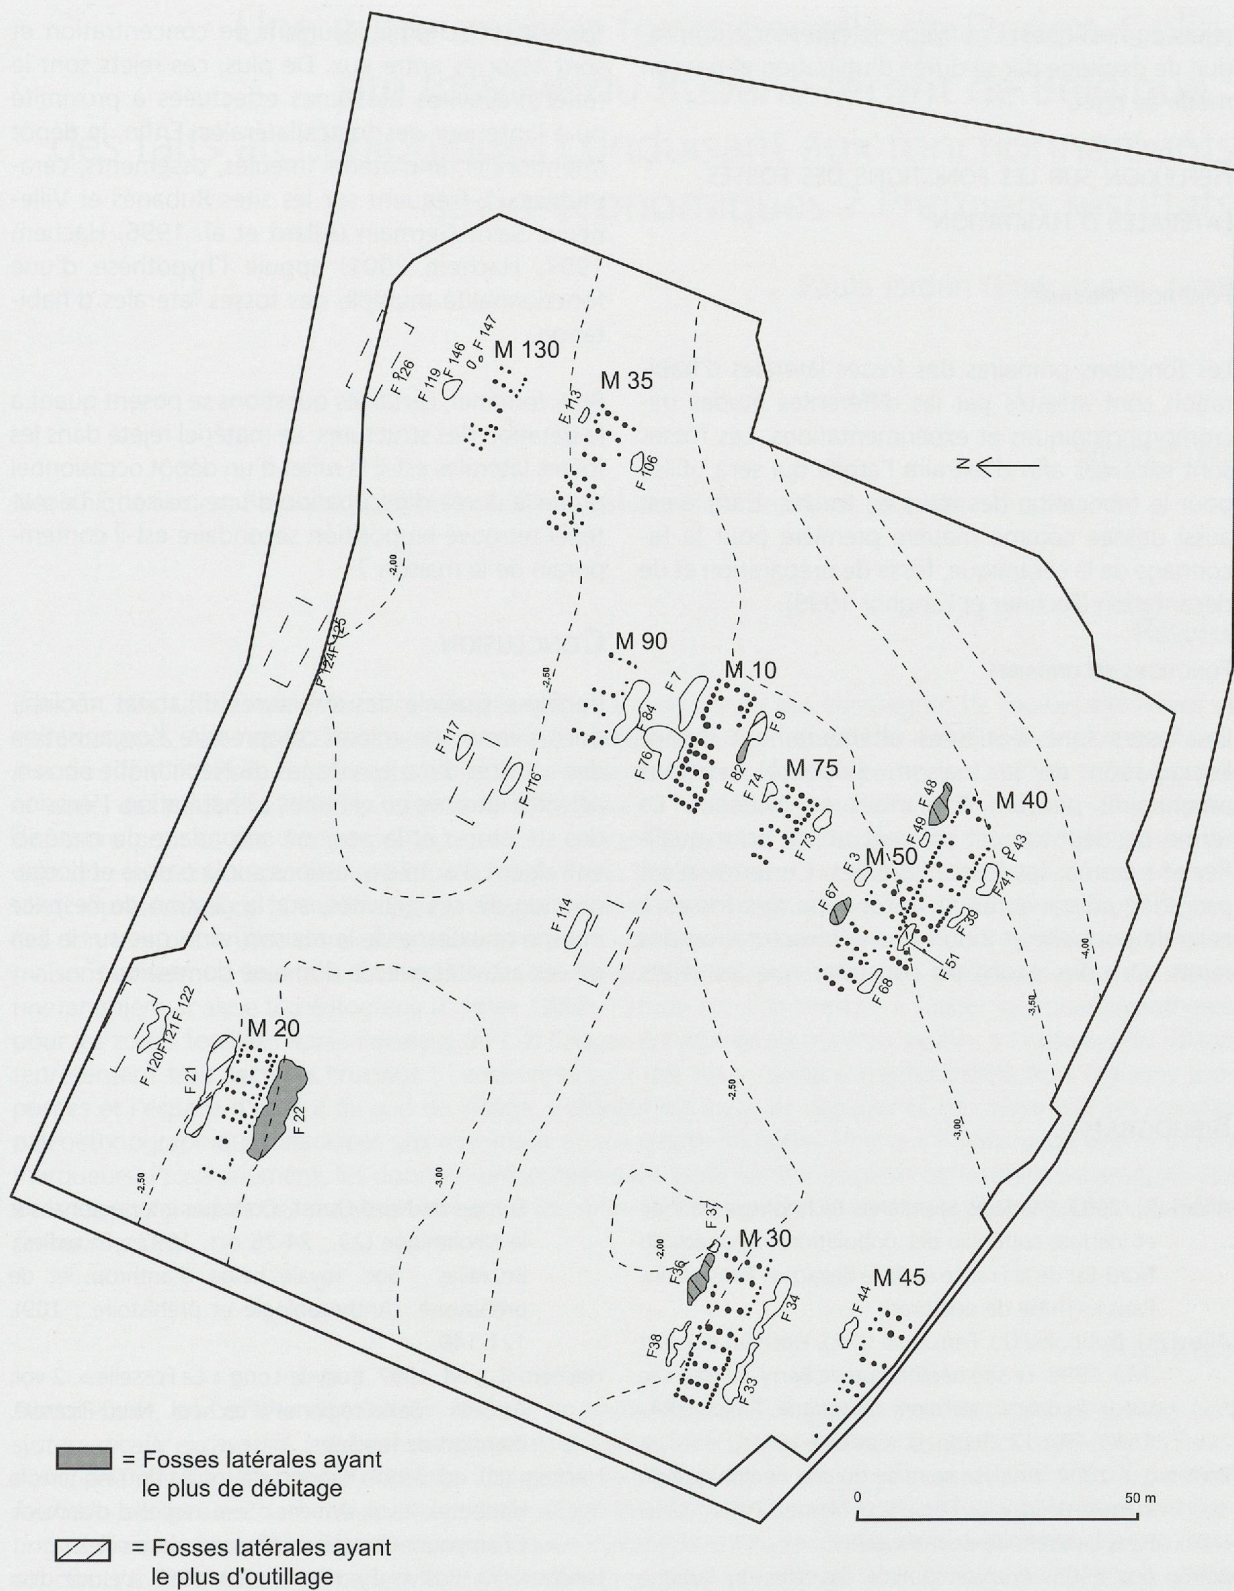 M 130
F 147
F 146
F 119
F 126
M 35
F 113
F 106
N
-2,00
F 124
F 125
M 90
-2,50
F 7
M 10
F 84
F 76
F 9
F 82
F 74
M 75
F 73
F 117
F 116
F 48
M 40
F 49
F 43
M 50
F 3
F 41
F 67
F 39
F 51
F 68
-4,00
-3,50
F 114
F 122
F121
F 120
M 20
F 21
F 22
-2,50
-3,00
-2,50
-3,00
F 37
-2,00
F36
M 30
F 34
F38
F 33
M 45
F 44
= Fosses latérales ayant
le plus de débitage
= Fosses latérales ayant
le plus d'outillage
0
50 m